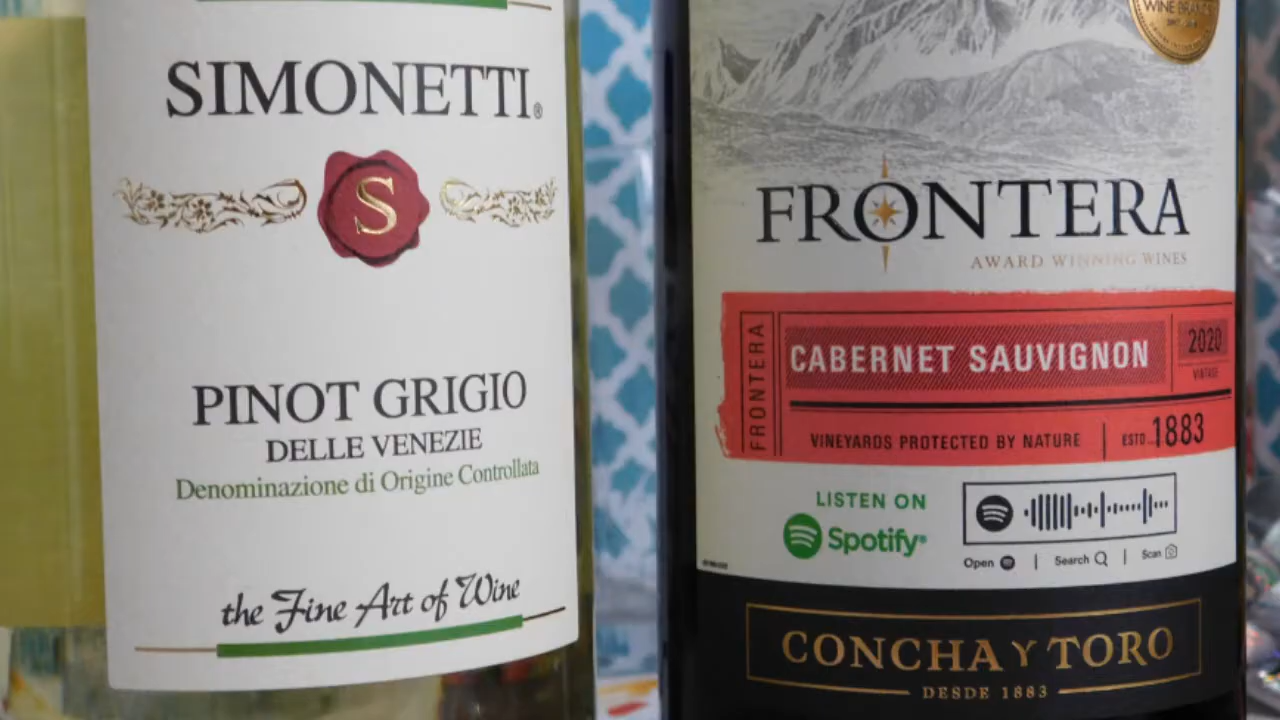 SIMONETTI®
S
PINOT GRIGIO
DELLE VENEZIE
Denominazione di Origine Controllata
the Fine Art of Wine
WINE BRANDS
FRONTERA
AWARD WINNING WINES
FRONTERA
CABERNET SAUVIGNON
2020
VINTAGE
VINEYARDS PROTECTED BY NATURE
ESTD 1883
LISTEN ON
Spotify®
Open | Search | Scan
CONCHA Y TORO
DESDE 1883